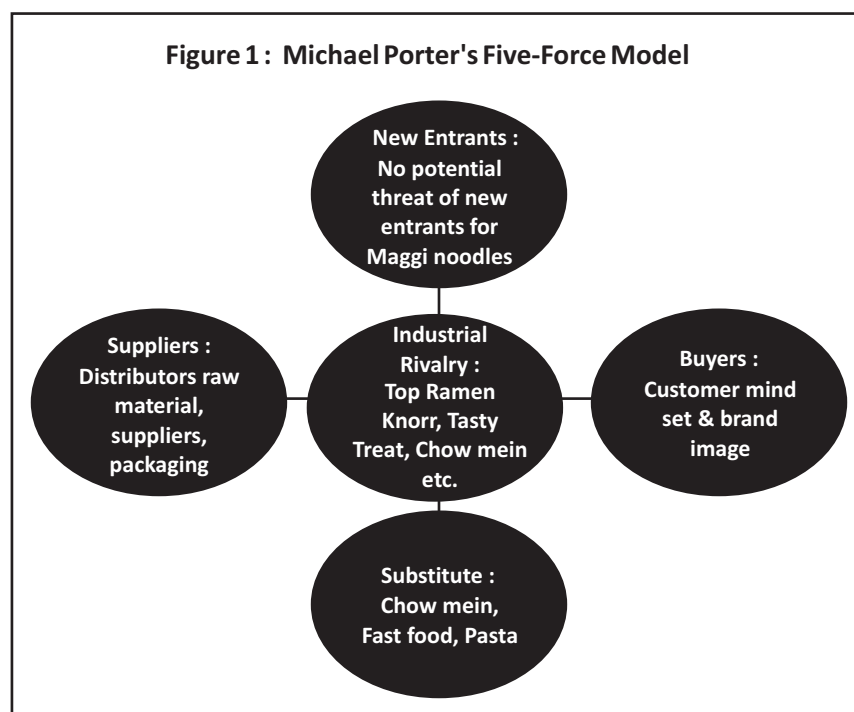 Figure 1 : Michael Porter's Five-Force Model
New Entrants :
No potential
threat of new
entrants for
Maggi noodles
Suppliers :
Distributors raw
material,
suppliers,
packaging
Industrial
Rivalry :
Top Ramen
Knorr, Tasty
Treat, Chow mein
etc.
Buyers :
Customer mind
set & brand
image
Substitute :
Chow mein,
Fast food, Pasta